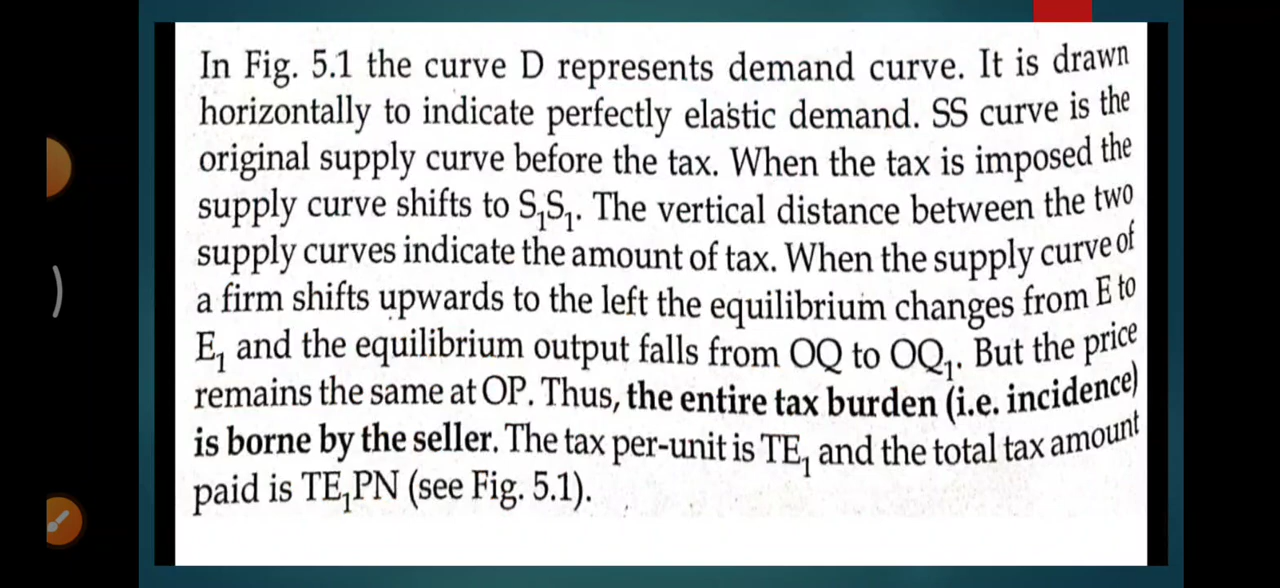 In Fig. 5.1 the curve D represents demand curve. It is drawn
horizontally to indicate perfectly elastic demand. SS curve is the
original supply curve before the tax. When the tax is imposed the
supply curve shifts to S₁S₁. The vertical distance between the two
supply curves indicate the amount of tax. When the supply curve of
a firm shifts upwards to the left the equilibrium changes from E to
E₁ and the equilibrium output falls from OQ to OQ₁. But the price
remains the same at OP. Thus, the entire tax burden (i.e. incidence)
is borne by the seller. The tax per-unit is TE₁ and the total tax amount
paid is TE₁PN (see Fig. 5.1).